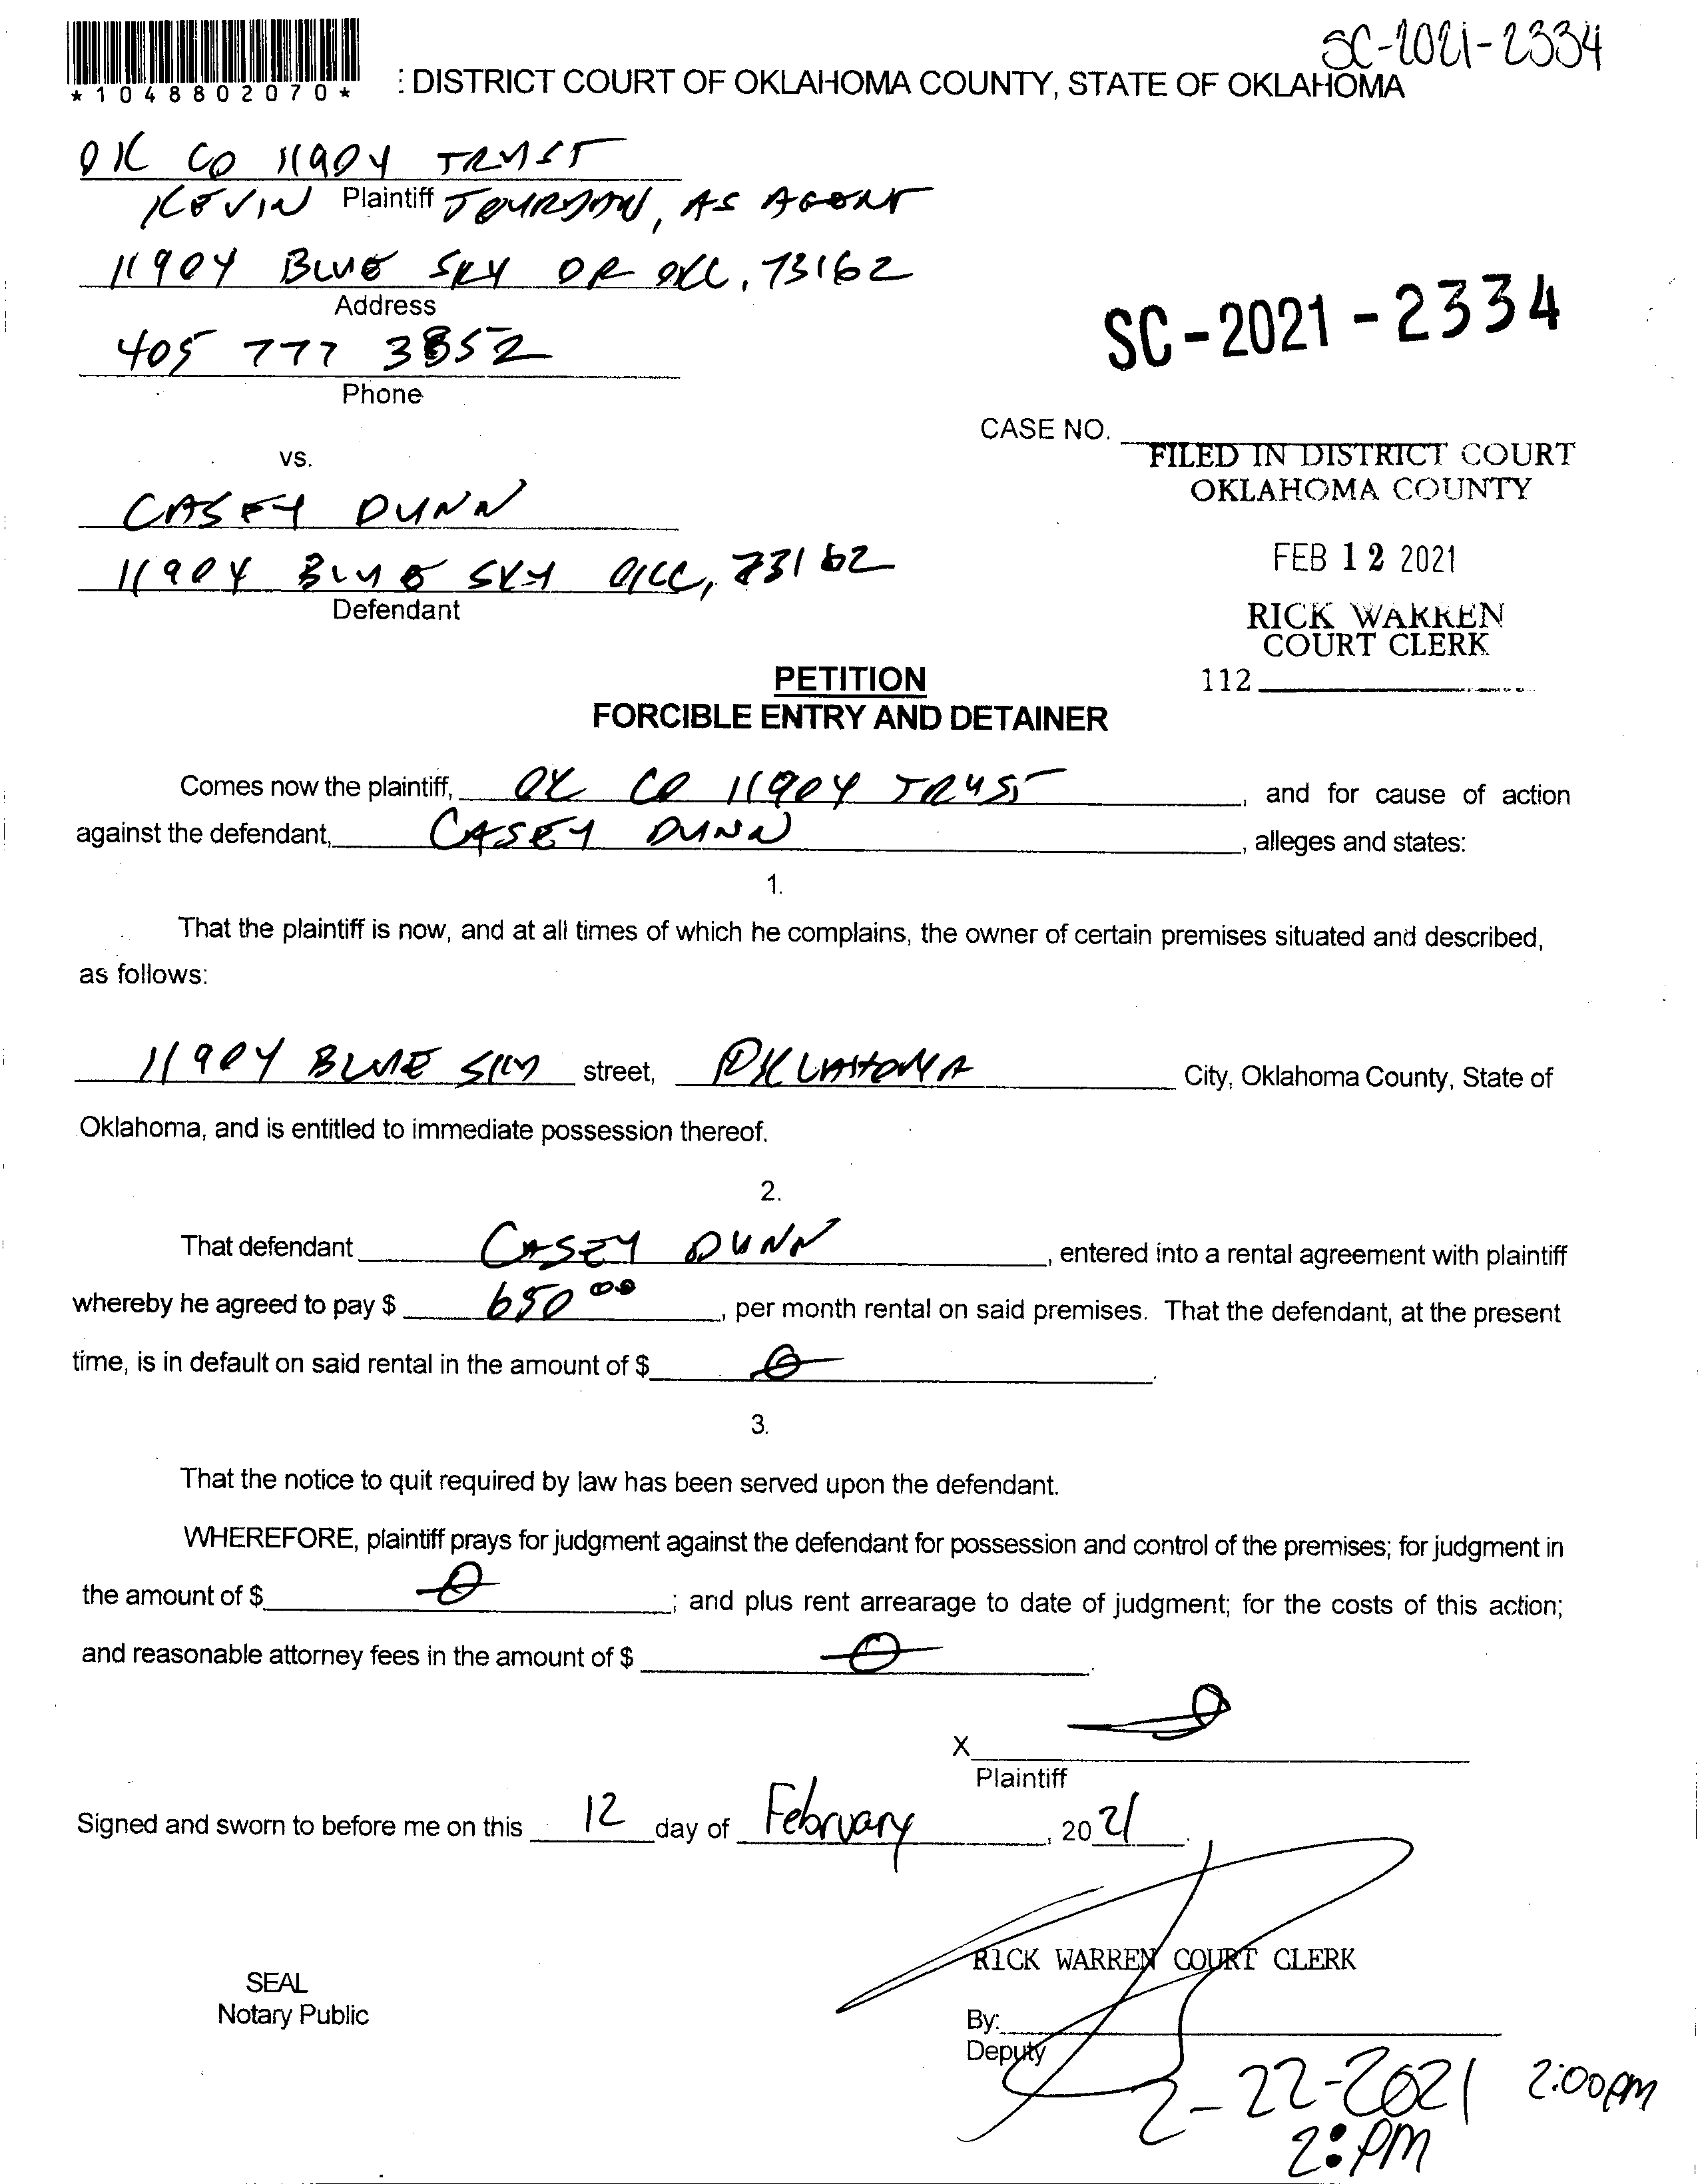 SC-2021-2334
*1048802070*
: DISTRICT COURT OF OKLAHOMA COUNTY, STATE OF OKLAHOMA
OK CO 11904 TRUST
KEVIN Plaintiff JOURDAN, AS AGENT
11904 BLUE SKY DR OKC, 73162
Address
405 777 3852
Phone
SC-2021-2334
CASE NO.
FILED IN DISTRICT COURT
OKLAHOMA COUNTY
vs.
CASEY DUNN
11904 BLUE SKY OKC, 73162
Defendant
FEB 12 2021
RICK WARREN
COURT CLERK
112
PETITION
FORCIBLE ENTRY AND DETAINER
Comes now the plaintiff, OK CO 11904 TRUST, and for cause of action
against the defendant, CASEY DUNN, alleges and states:
1.
That the plaintiff is now, and at all times of which he complains, the owner of certain premises situated and described,
as follows:
11904 BLUE SKY street, OKLAHOMA City, Oklahoma County, State of
Oklahoma, and is entitled to immediate possession thereof.
2.
That defendant CASEY DUNN, entered into a rental agreement with plaintiff
whereby he agreed to pay $ 650 00, per month rental on said premises. That the defendant, at the present
time, is in default on said rental in the amount of $ 0.
3.
That the notice to quit required by law has been served upon the defendant.
WHEREFORE, plaintiff prays for judgment against the defendant for possession and control of the premises; for judgment in
the amount of $ 0; and plus rent arrearage to date of judgment; for the costs of this action;
and reasonable attorney fees in the amount of $ 0.
X
Plaintiff
Signed and sworn to before me on this 12 day of February, 2021.
RICK WARREN COURT CLERK
SEAL
Notary Public
By:
Deputy
2-22-2021 2:00pm
2:PM